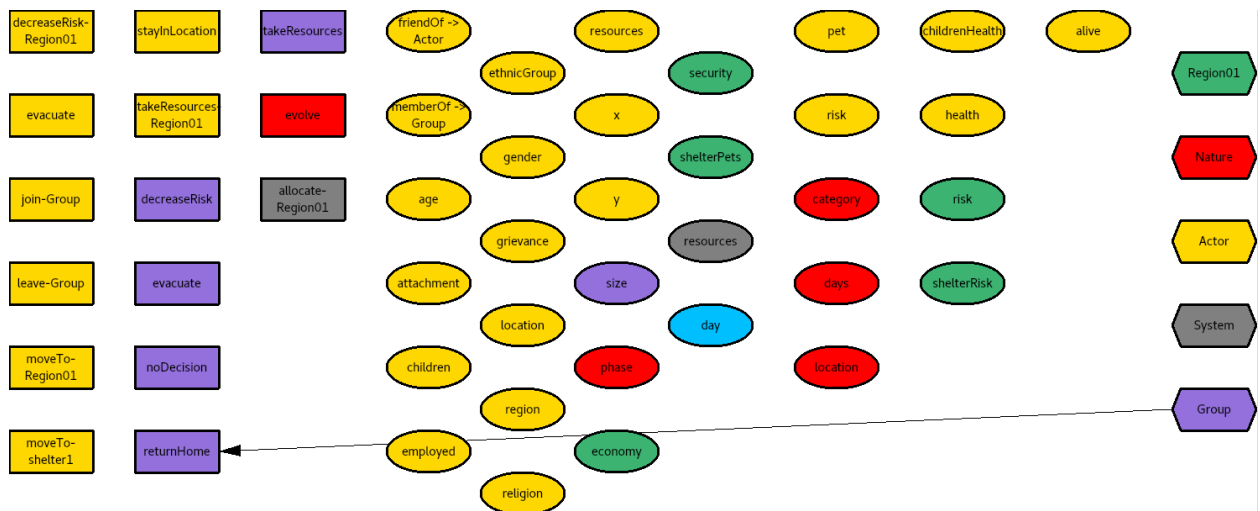 decreaseRisk-
Region01
stayInLocation
takeResources
friendOf ->
Actor
resources
pet
childrenHealth
alive
ethnicGroup
security
Region01
evacuate
takeResources-
Region01
evolve
memberOf ->
Group
x
risk
health
gender
shelterPets
Nature
join-Group
decreaseRisk
allocate-
Region01
age
y
category
risk
grievance
resources
Actor
leave-Group
evacuate
attachment
size
days
shelterRisk
location
day
System
moveTo-
Region01
noDecision
children
phase
location
region
Group
moveTo-
shelter1
returnHome
employed
economy
religion